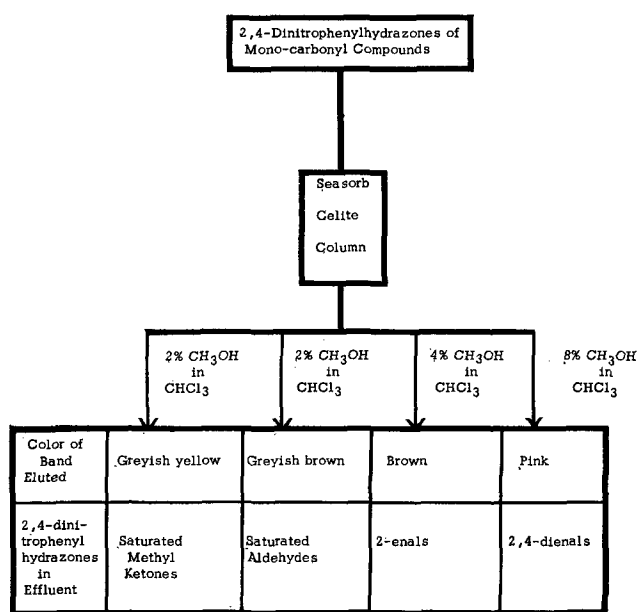 2,4-Dinitrophenylhydrazones of
Mono-carbonyl Compounds
Seasorb
Celite
Column
2% CH3OH
in
CHCl3
2% CH3OH
in
CHCl3
4% CH3OH
in
CHCl3
8% CH3OH
in
CHCl3
Color of
Band
Eluted
Greyish yellow
Greyish brown
Brown
Pink
2,4-dini-
trophenyl
hydrazones
in
Effluent
Saturated
Methyl
Ketones
Saturated
Aldehydes
2-enals
2,4-dienals